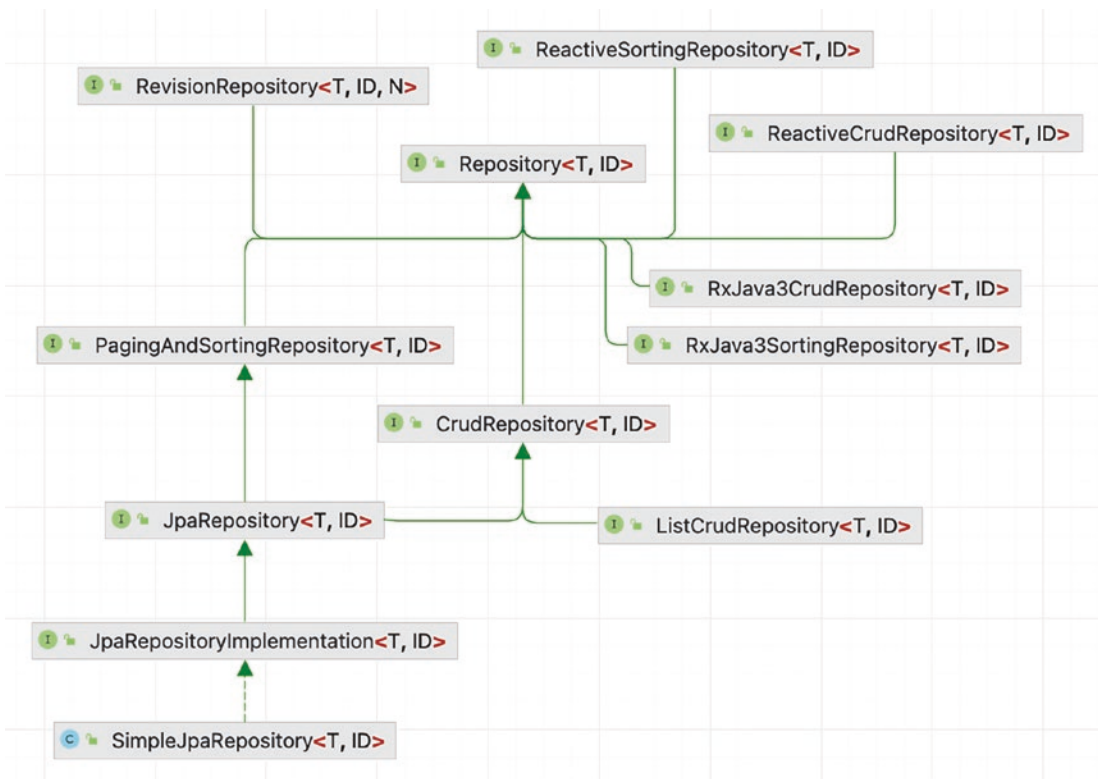 I ReactiveSortingRepository<T, ID>
I RevisionRepository<T, ID, N>
I ReactiveCrudRepository<T, ID>
I Repository<T, ID>
I RxJava3CrudRepository<T, ID>
I PagingAndSortingRepository<T, ID>
I RxJava3SortingRepository<T, ID>
I CrudRepository<T, ID>
I JpaRepository<T, ID>
I ListCrudRepository<T, ID>
I JpaRepositoryImplementation<T, ID>
C SimpleJpaRepository<T, ID>